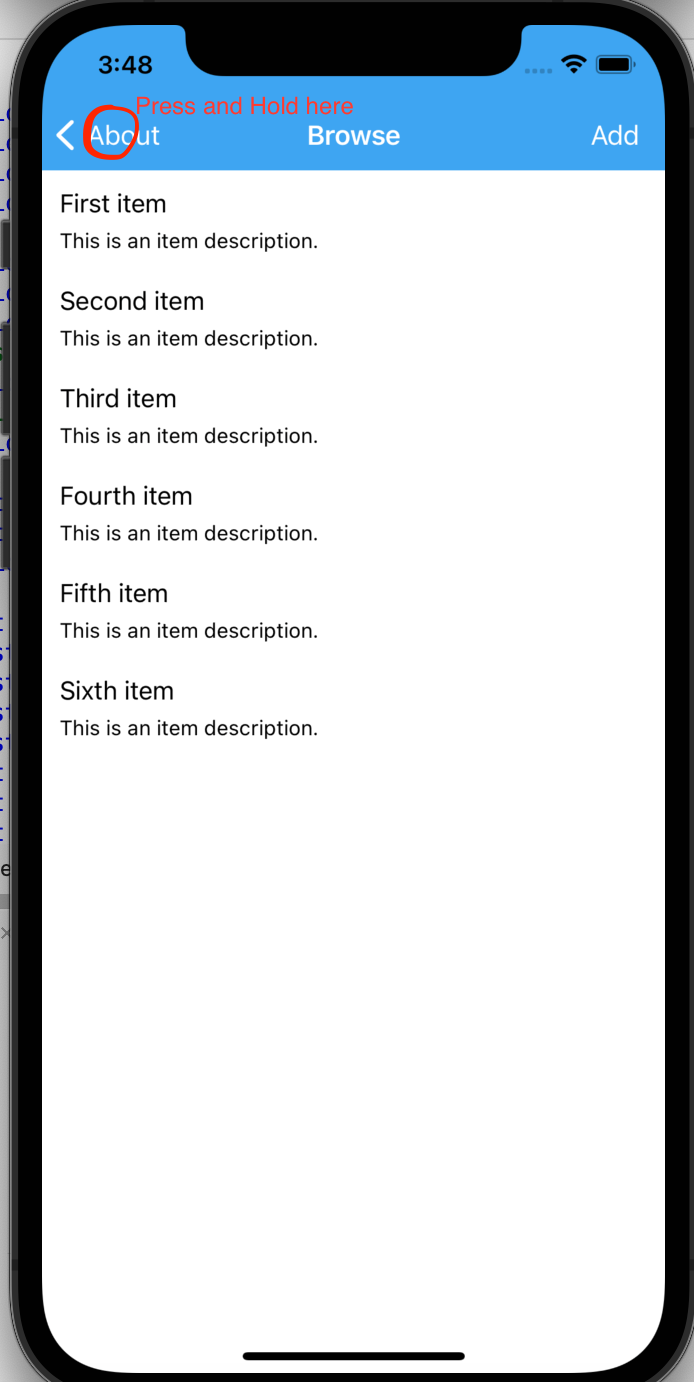 3:48
Press and Hold here
About Browse Add
First item
This is an item description.
Second item
This is an item description.
Third item
This is an item description.
Fourth item
This is an item description.
Fifth item
This is an item description.
Sixth item
This is an item description.